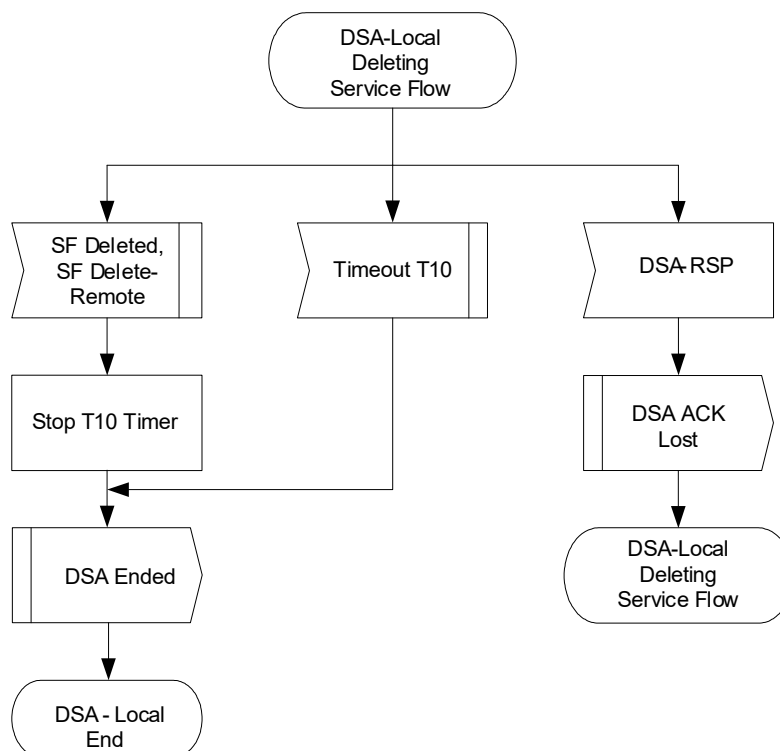 DSA-Local
Deleting
Service Flow
SF Deleted,
SF Delete-
Remote
Timeout T10
DSA-RSP
Stop T10 Timer
DSA ACK
Lost
DSA Ended
DSA-Local
Deleting
Service Flow
DSA - Local
End